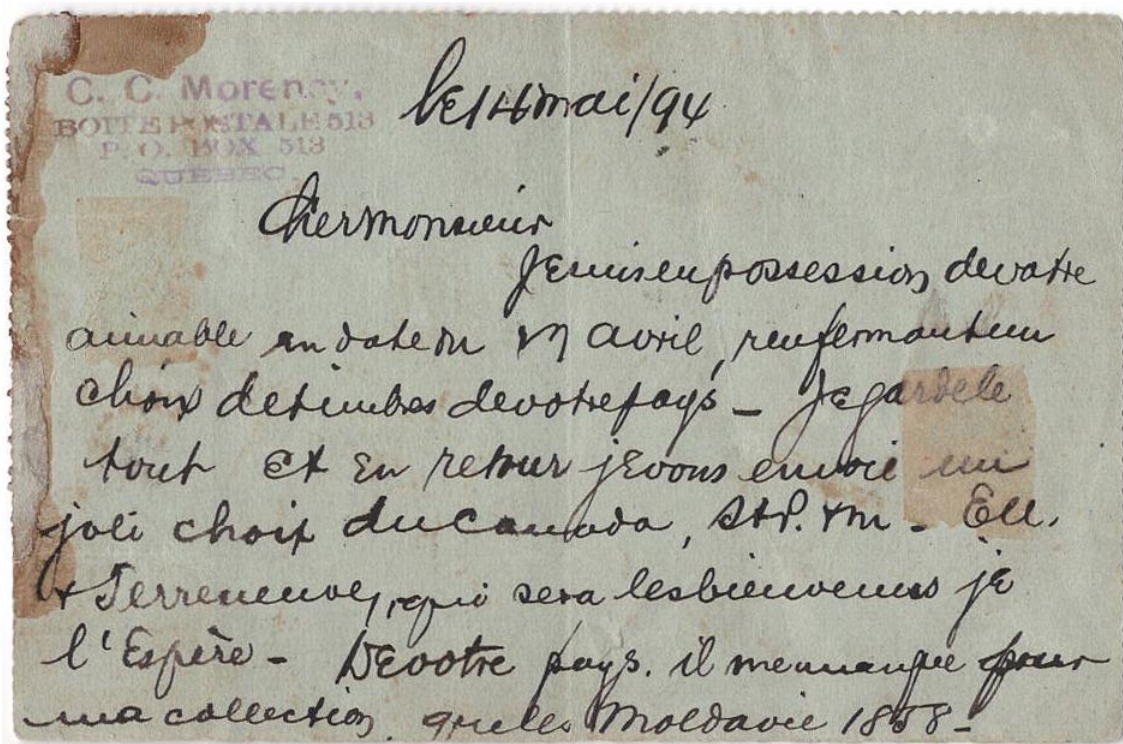 C. C. Morency,
BOITE POSTALE 513
P. O. BOX 513
QUEBEC.
le 14 mai/94
Cher monsieur
Je suis en possession de votre
aimable en date du avril, renfermant un
choix de timbres de votre pays - Je garde le
tout et en retour je vous envoie un
joli choix du Canada, St P. & m - Ed.
& Terreneuve, qui sera les bienvenus je
l'Espère - De votre pays. il me manque pour
ma collection que les Moldavie 1858 -